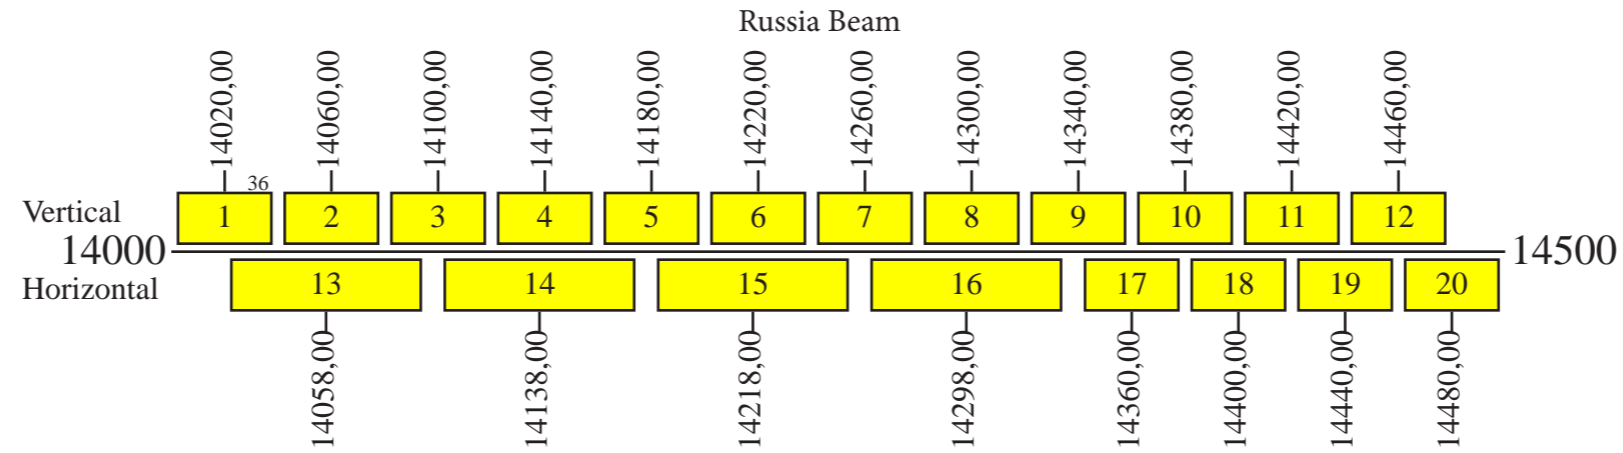 Russia Beam
14020,00 14060,00 14100,00 14140,00 14180,00 14220,00 14260,00 14300,00 14340,00 14380,00 14420,00 14460,00
36
Vertical 1 2 3 4 5 6 7 8 9 10 11 12
14000 14500
Horizontal 13 14 15 16 17 18 19 20
14058,00 14138,00 14218,00 14298,00 14360,00 14400,00 14440,00 14480,00